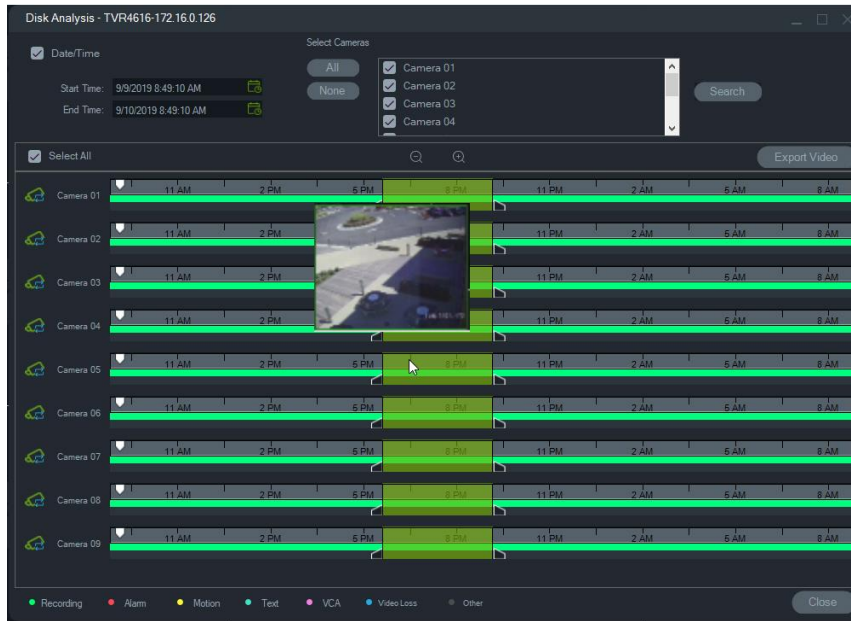 Disk Analysis - TVR4616-172.16.0.126
Date/Time
Start Time: 9/9/2019 8:49:10 AM
End Time: 9/10/2019 8:49:10 AM
Select Cameras
All
None
Camera 01
Camera 02
Camera 03
Camera 04
Search
Select All
Export Video
Camera 01 11 AM 2 PM 5 PM 8 PM 11 PM 2 AM 5 AM 8 AM
Camera 02 11 AM 2 PM 11 PM 2 AM 5 AM 8 AM
Camera 03 11 AM 2 PM 11 PM 2 AM 5 AM 8 AM
Camera 04 11 AM 2 PM 11 PM 2 AM 5 AM 8 AM
Camera 05 11 AM 2 PM 5 PM 8 PM 11 PM 2 AM 5 AM 8 AM
Camera 06 11 AM 2 PM 5 PM 8 PM 11 PM 2 AM 5 AM 8 AM
Camera 07 11 AM 2 PM 5 PM 8 PM 11 PM 2 AM 5 AM 8 AM
Camera 08 11 AM 2 PM 5 PM 8 PM 11 PM 2 AM 5 AM 8 AM
Camera 09 11 AM 2 PM 5 PM 8 PM 11 PM 2 AM 5 AM 8 AM
Recording Alarm Motion Text VCA Video Loss Other
Close